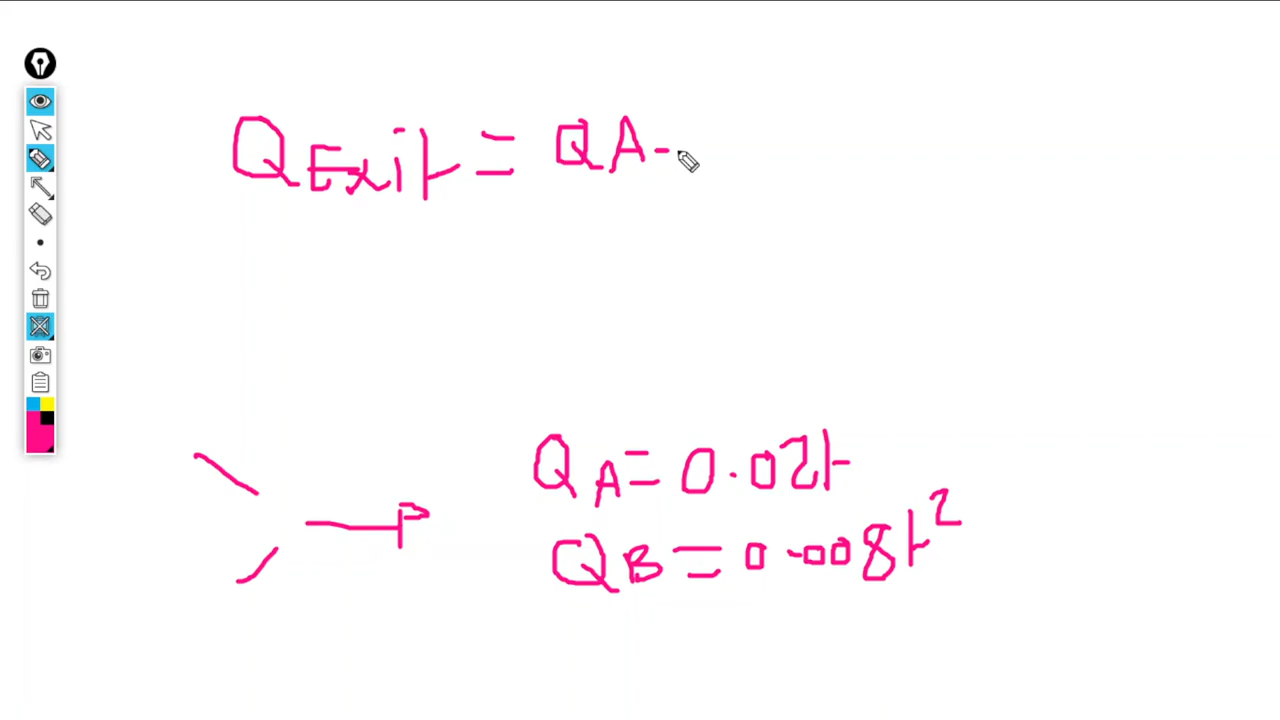 QExit = QA-
QA = 0.02t
QB = 0.008t²